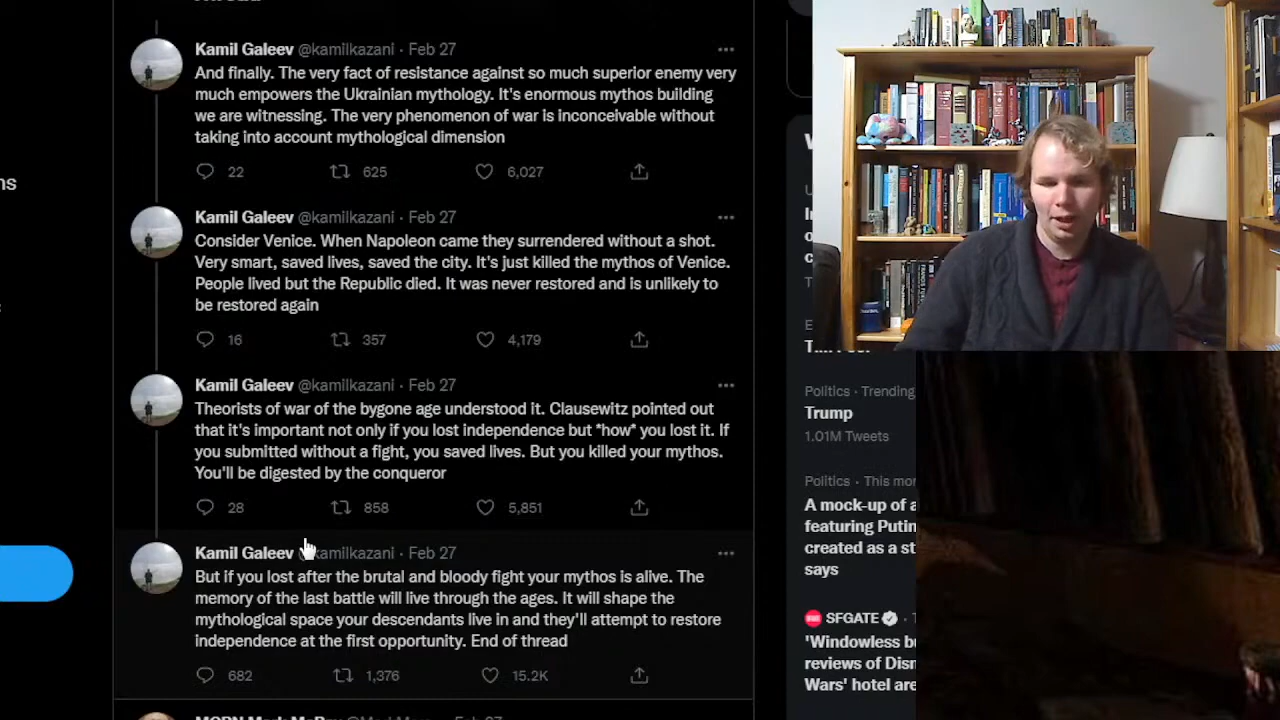 Kamil Galeev @kamilkazani · Feb 27
And finally. The very fact of resistance against so much superior enemy very
much empowers the Ukrainian mythology. It's enormous mythos building
we are witnessing. The very phenomenon of war is inconceivable without
taking into account mythological dimension
22 625 6,027
Kamil Galeev @kamilkazani · Feb 27
Consider Venice. When Napoleon came they surrendered without a shot.
Very smart, saved lives, saved the city. It's just killed the mythos of Venice.
People lived but the Republic died. It was never restored and is unlikely to
be restored again
16 357 4,179
Kamil Galeev @kamilkazani · Feb 27
Theorists of war of the bygone age understood it. Clausewitz pointed out
that it's important not only if you lost independence but *how* you lost it. If
you submitted without a fight, you saved lives. But you killed your mythos.
You'll be digested by the conqueror
28 858 5,851
Kamil Galeev @kamilkazani · Feb 27
But if you lost after the brutal and bloody fight your mythos is alive. The
memory of the last battle will live through the ages. It will shape the
mythological space your descendants live in and they'll attempt to restore
independence at the first opportunity. End of thread
682 1,376 15.2K
ns
Politics · Trending
Trump
1.01M Tweets
Politics · This mor
A mock-up of a
featuring Putin
created as a st
says
SFGATE
'Windowless bu
reviews of Disn
Wars' hotel are